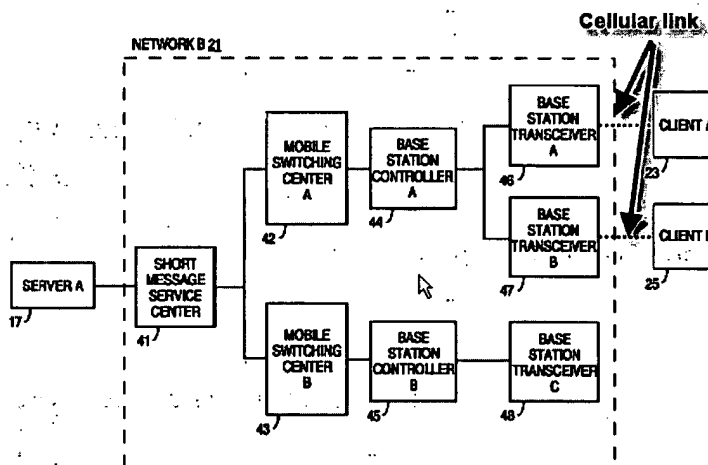 Cellular link
NETWORK B 21
MOBILE
SWITCHING
CENTER
A
42
BASE
STATION
CONTROLLER
A
44
BASE
STATION
TRANSCEIVER
A
46
CLIENT A
23
SHORT
MESSAGE
SERVICE
CENTER
41
SERVER A
17
BASE
STATION
TRANSCEIVER
B
47
CLIENT
25
MOBILE
SWITCHING
CENTER
B
43
BASE
STATION
CONTROLLER
B
45
BASE
STATION
TRANSCEIVER
C
48